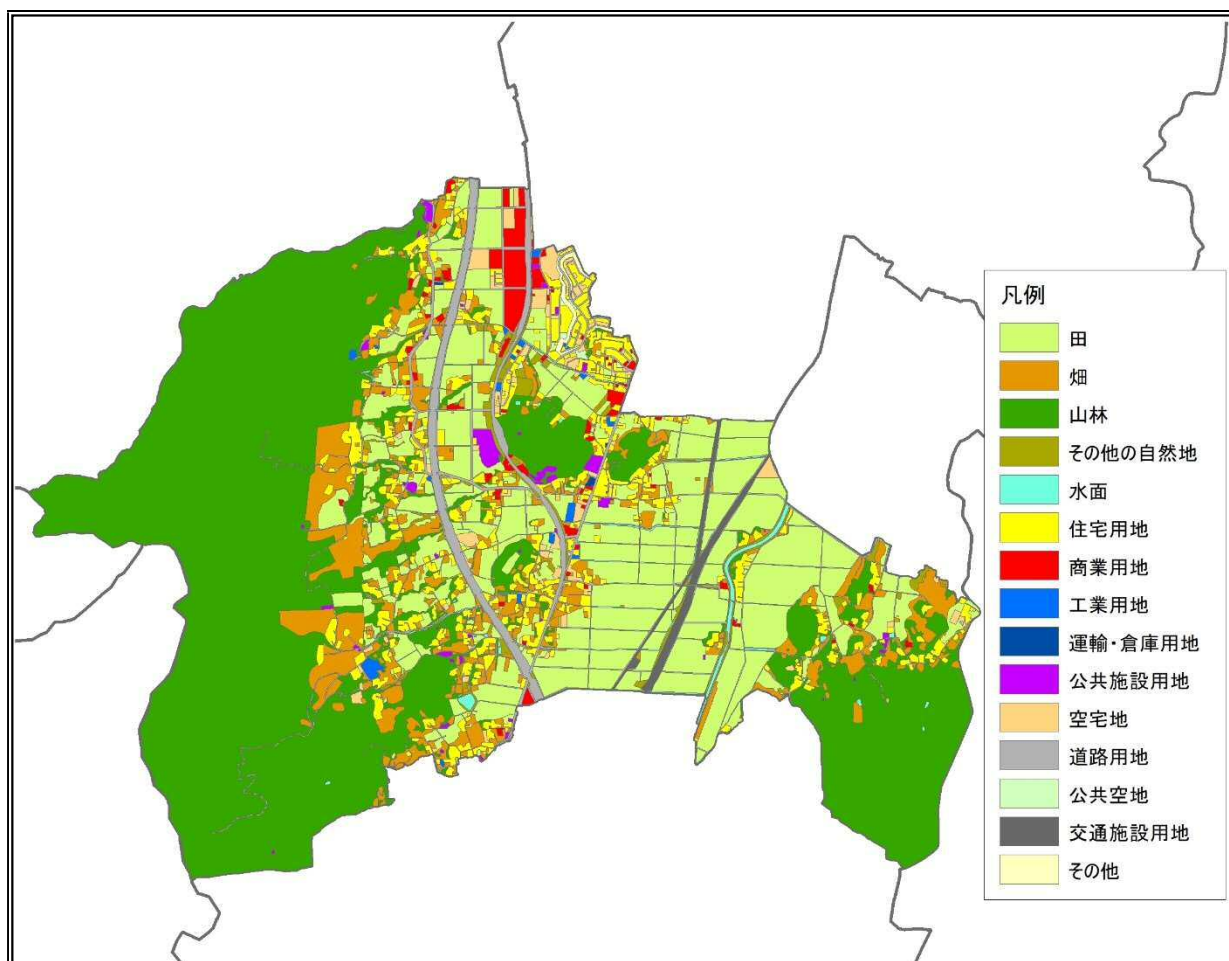 凡例
田
畑
山林
その他の自然地
水面
住宅用地
商業用地
工業用地
運輸・倉庫用地
公共施設用地
空宅地
道路用地
公共空地
交通施設用地
その他